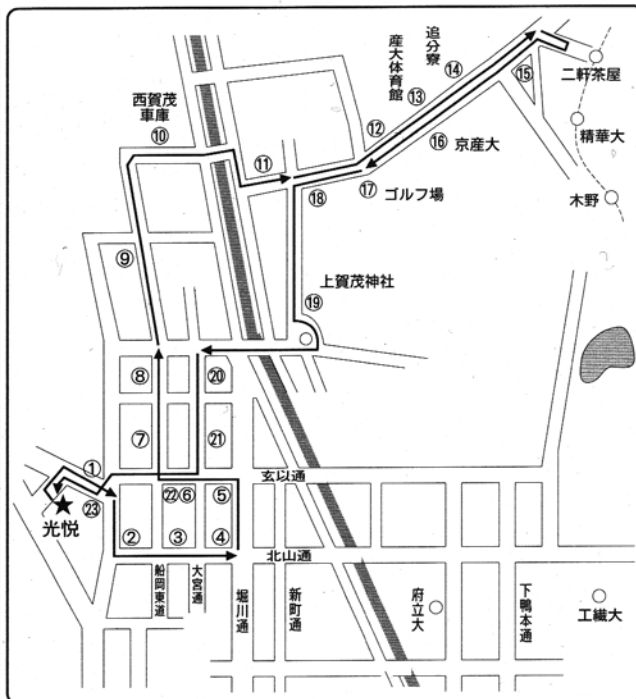 追分寮
産大体育館
⑭
⑬
⑫
⑮
二軒茶屋
西賀茂
車庫
⑩
⑪
⑯
京産大
精華大
⑰
ゴルフ場
⑱
木野
⑨
上賀茂神社
⑲
⑧
⑳
⑦
㉑
①
玄以通
㉓
㉒⑥
⑤
光悦
②
③
④
北山通
船岡東通
大宮通
堀川通
新町通
府立大
下鴨本通
工繊大